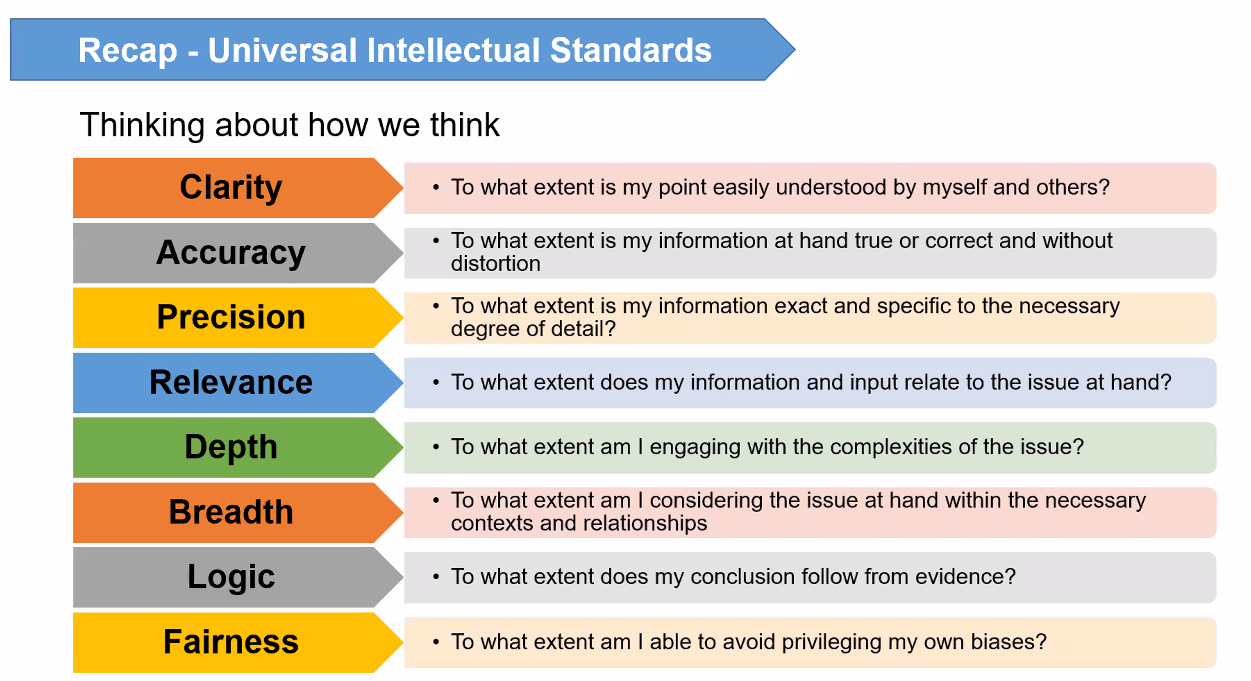 Recap - Universal Intellectual Standards
Thinking about how we think
Clarity
• To what extent is my point easily understood by myself and others?
Accuracy
• To what extent is my information at hand true or correct and without
distortion
Precision
• To what extent is my information exact and specific to the necessary
degree of detail?
Relevance
• To what extent does my information and input relate to the issue at hand?
Depth
• To what extent am I engaging with the complexities of the issue?
Breadth
• To what extent am I considering the issue at hand within the necessary
contexts and relationships
Logic
• To what extent does my conclusion follow from evidence?
Fairness
• To what extent am I able to avoid privileging my own biases?